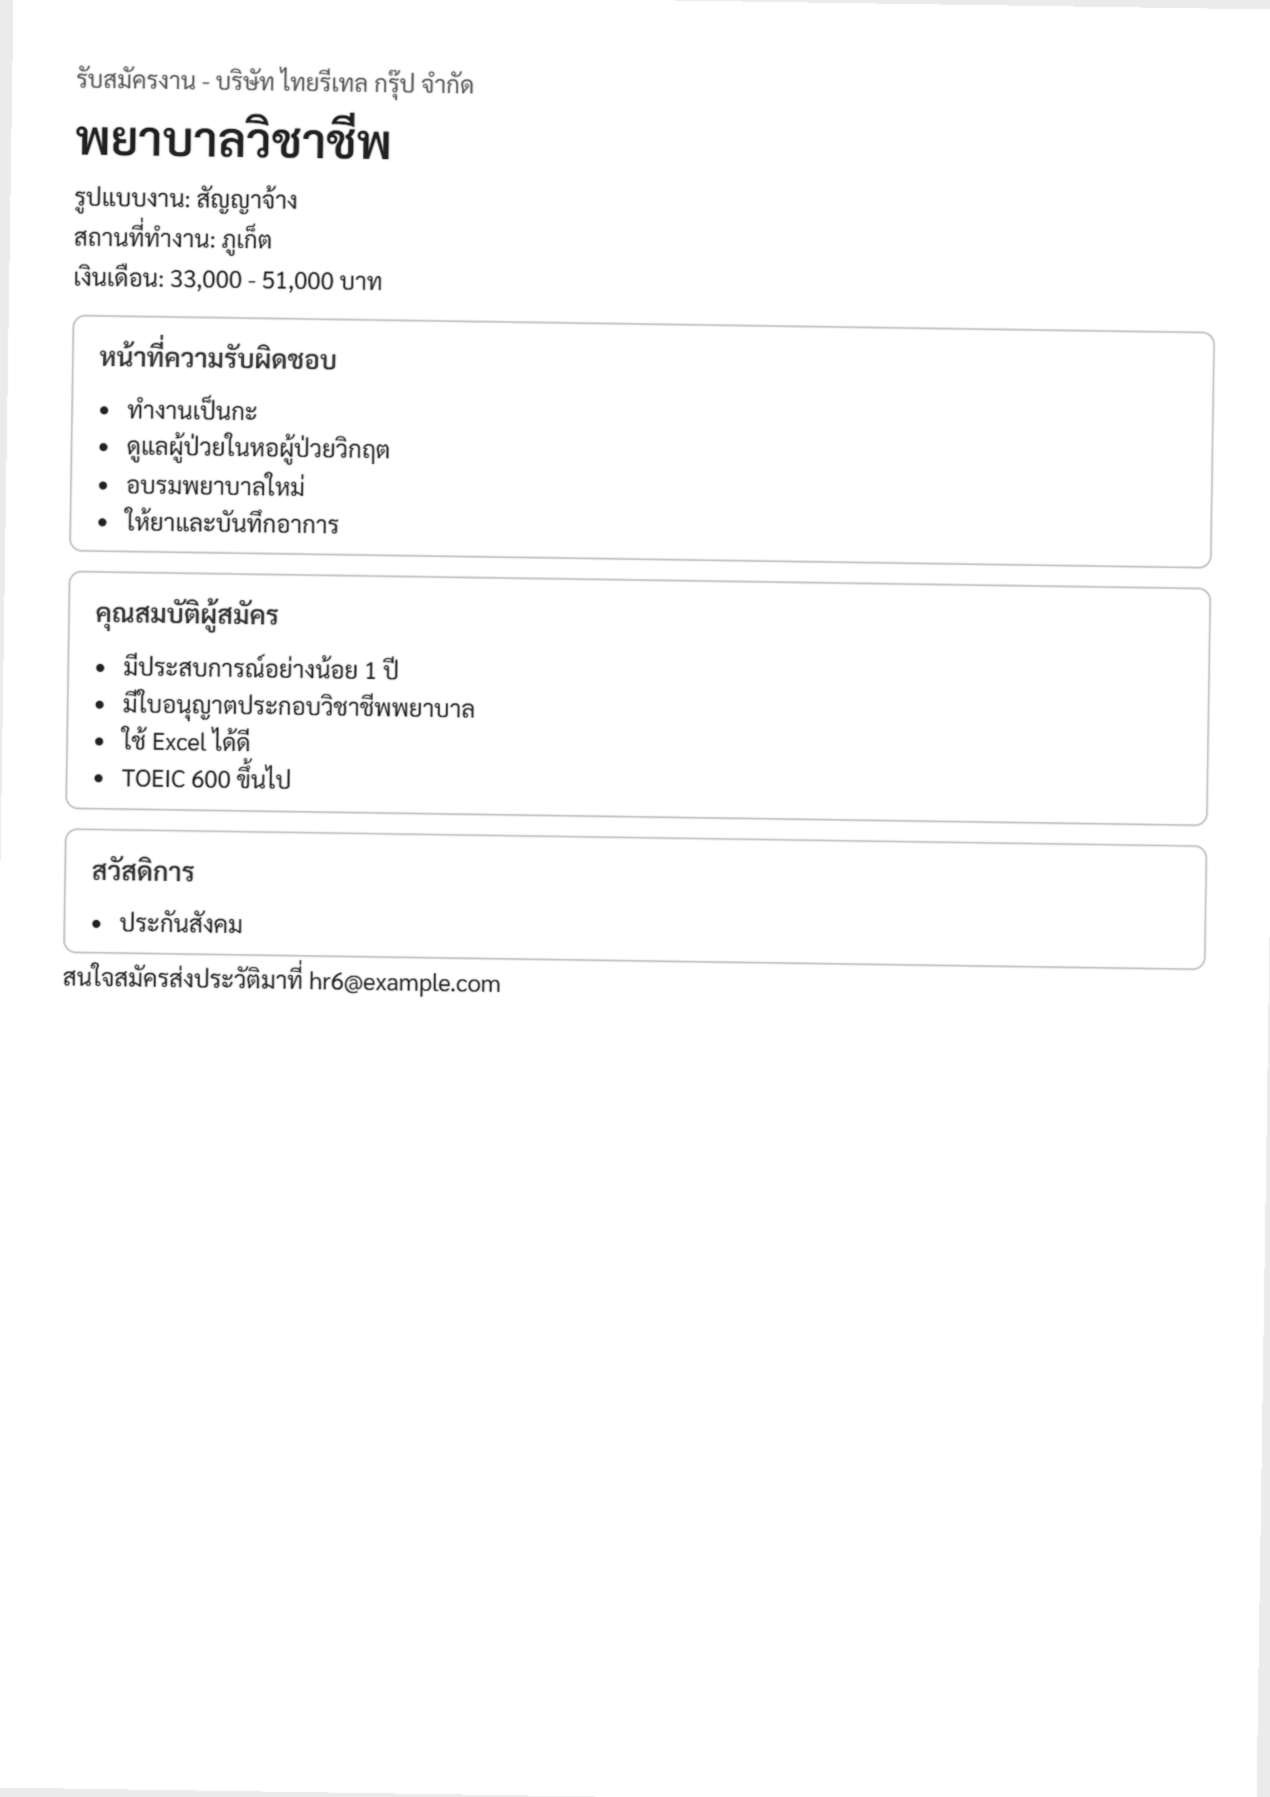 รับสมัครงาน - บริษัท ไทยรีเทล กรุ๊ป จำกัด
พยาบาลวิชาชีพ
รูปแบบงาน: สัญญาจ้าง
สถานที่ทำงาน: ภูเก็ต
เงินเดือน: 33,000 - 51,000 บาท
หน้าที่ความรับผิดชอบ
• ทำงานเป็นกะ
• ดูแลผู้ป่วยในหอผู้ป่วยวิกฤต
• อบรมพยาบาลใหม่
• ให้ยาและบันทึกอาการ
คุณสมบัติผู้สมัคร
• มีประสบการณ์อย่างน้อย 1 ปี
• มีใบอนุญาตประกอบวิชาชีพพยาบาล
• ใช้ Excel ได้ดี
• TOEIC 600 ขึ้นไป
สวัสดิการ
• ประกันสังคม
สนใจสมัครส่งประวัติมาที่ hr6@example.com